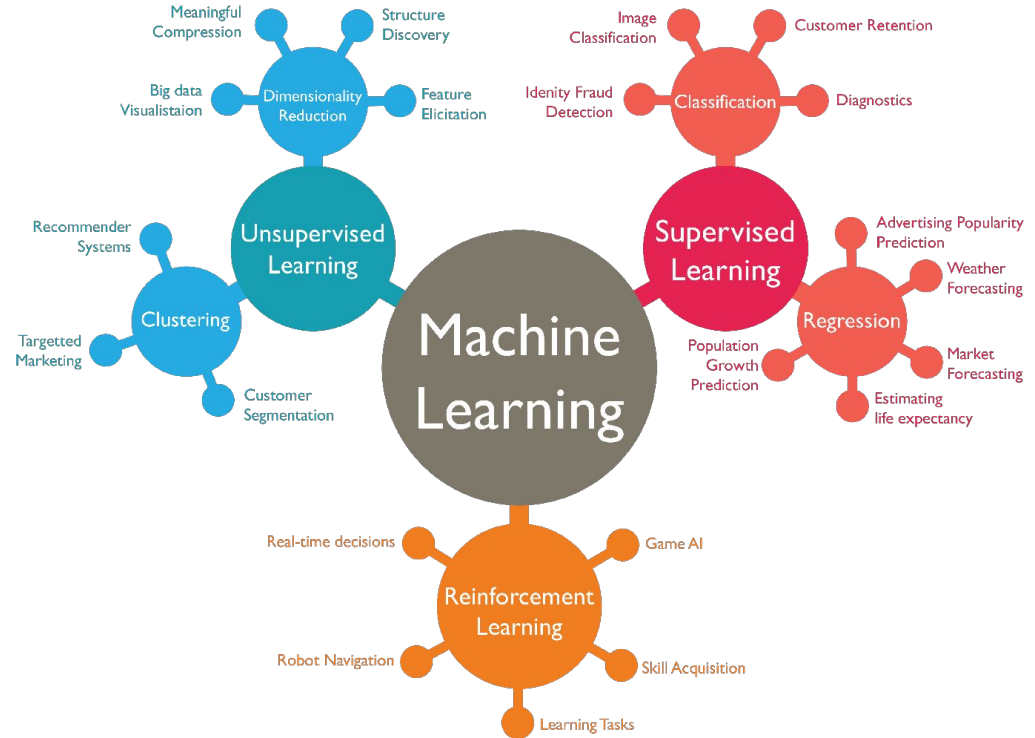 Meaningful
Compression
Structure
Discovery
Big data
Visualistaion
Dimensionality
Reduction
Feature
Elicitation
Image
Classification
Customer Retention
Idenity Fraud
Detection
Classification
Diagnostics
Recommender
Systems
Unsupervised
Learning
Clustering
Targetted
Marketing
Customer
Segmentation
Machine
Learning
Supervised
Learning
Advertising Popularity
Prediction
Weather
Forecasting
Regression
Population
Growth
Prediction
Market
Forecasting
Estimating
life expectancy
Real-time decisions
Game AI
Reinforcement
Learning
Robot Navigation
Skill Acquisition
Learning Tasks